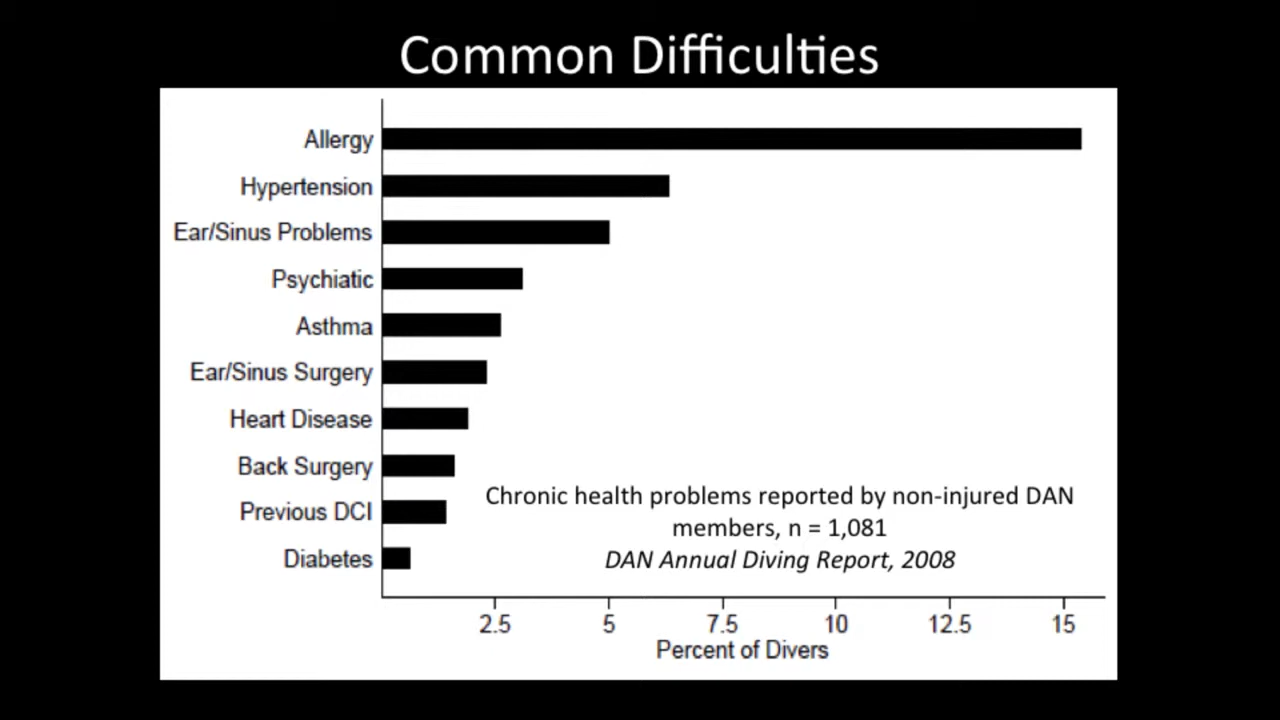 Common Difficulties
Allergy
Hypertension
Ear/Sinus Problems
Psychiatic
Asthma
Ear/Sinus Surgery
Heart Disease
Back Surgery
Previous DCI
Diabetes
Chronic health problems reported by non-injured DAN
members, n = 1,081
DAN Annual Diving Report, 2008
2.5 5 7.5 10 12.5 15
Percent of Divers